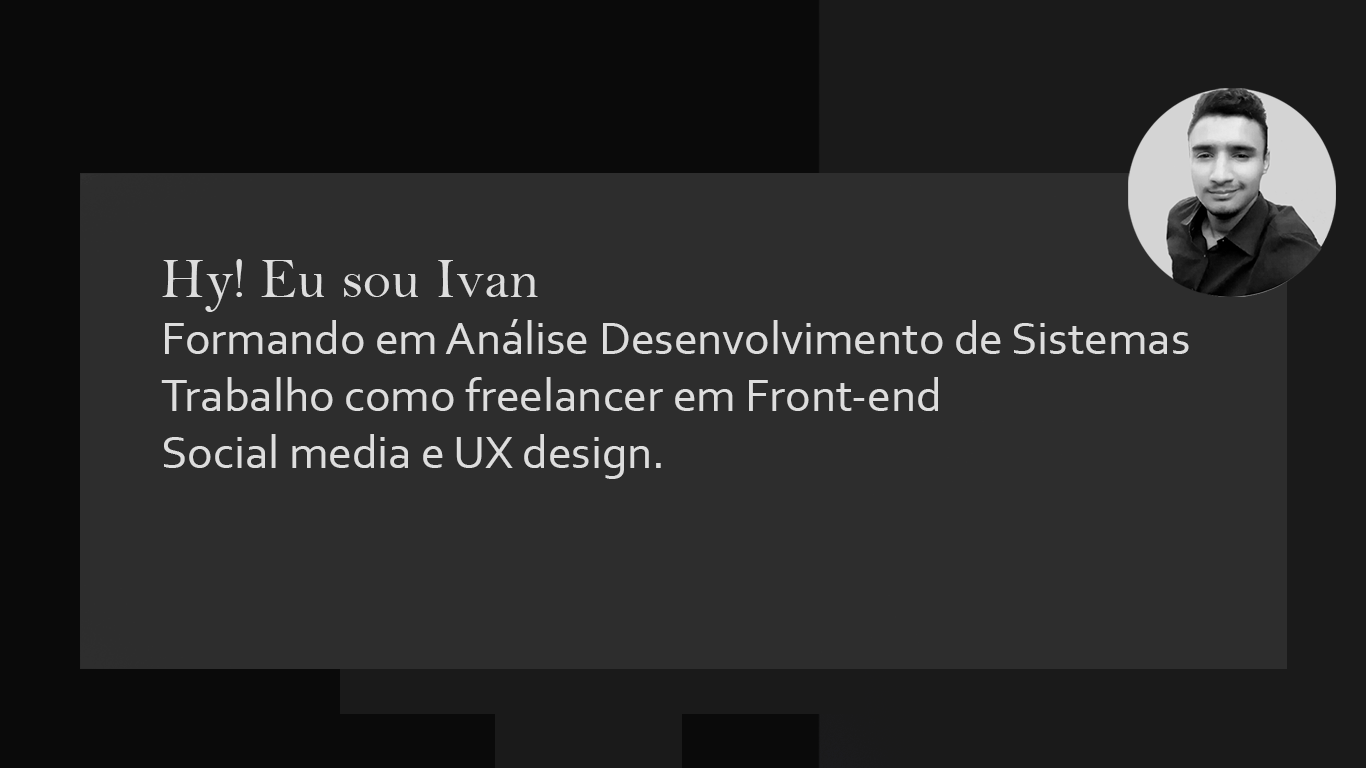 Hy! Eu sou Ivan
Formando em Análise Desenvolvimento de Sistemas
Trabalho como freelancer em Front-end
Social media e UX design.